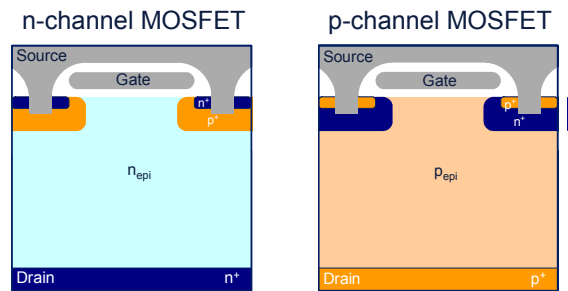 n-channel MOSFET
Source
Gate
n+
p+
nepi
Drain n+
p-channel MOSFET
Source
Gate
p+
n+
pepi
Drain p+